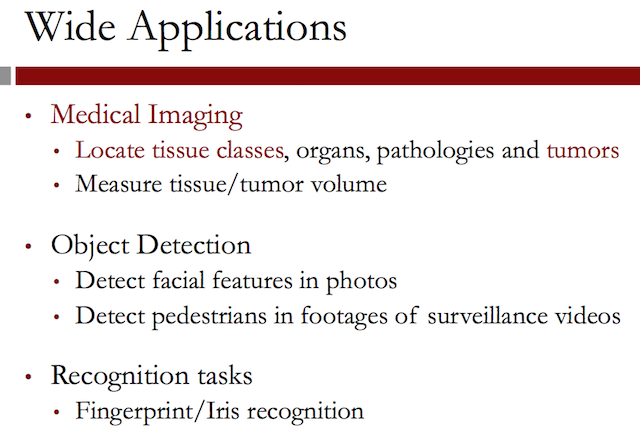 Wide Applications
• Medical Imaging
• Locate tissue classes, organs, pathologies and tumors
• Measure tissue/tumor volume
• Object Detection
• Detect facial features in photos
• Detect pedestrians in footages of surveillance videos
• Recognition tasks
• Fingerprint/Iris recognition